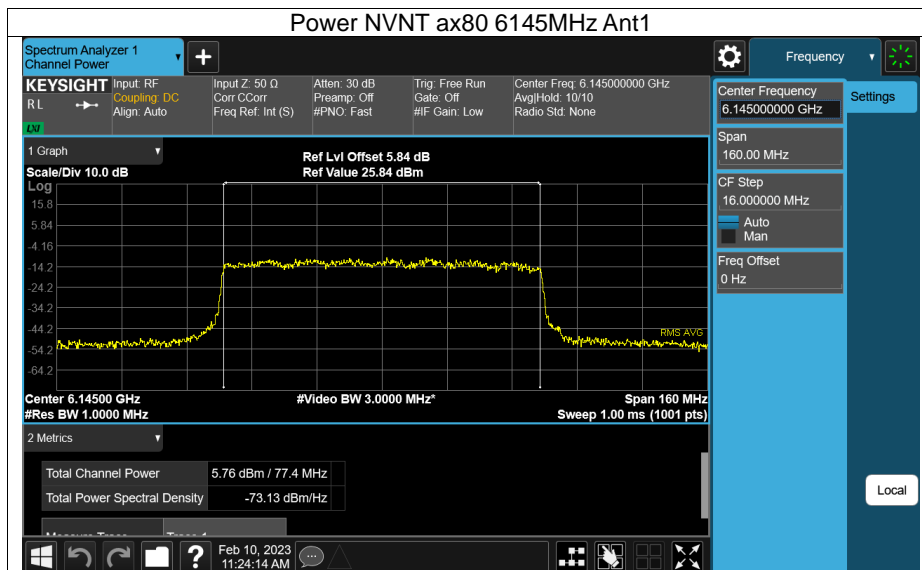 Power NVNT ax80 6145MHz Ant1
Spectrum Analyzer 1
Channel Power
Frequency
KEYSIGHT
Input: RF
Input Z: 50 Ω
Atten: 30 dB
Trig: Free Run
Center Freq: 6.145000000 GHz
RL
Coupling: DC
Corr CCorr
Preamp: Off
Gate: Off
Avg|Hold: 10/10
Align: Auto
Freq Ref: Int (S)
#PNO: Fast
#IF Gain: Low
Radio Std: None
LXI
Center Frequency
6.145000000 GHz
Settings
Span
160.00 MHz
CF Step
16.000000 MHz
Auto
Man
Freq Offset
0 Hz
1 Graph
Ref Lvl Offset 5.84 dB
Scale/Div 10.0 dB
Ref Value 25.84 dBm
Log
15.8
5.84
-4.16
-14.2
-24.2
-34.2
-44.2
RMS AVG
-54.2
-64.2
Center 6.14500 GHz
#Video BW 3.0000 MHz*
Span 160 MHz
#Res BW 1.0000 MHz
Sweep 1.00 ms (1001 pts)
2 Metrics
Total Channel Power
5.76 dBm / 77.4 MHz
Total Power Spectral Density
-73.13 dBm/Hz
Local
Feb 10, 2023
11:24:14 AM